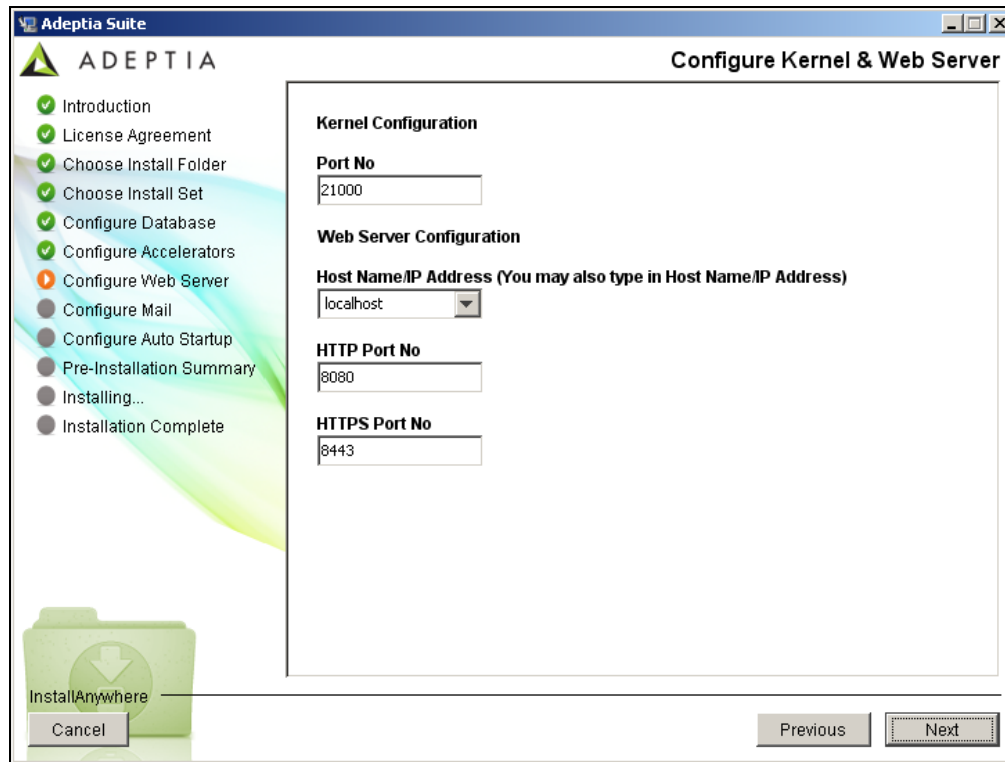 Adeptia Suite
ADEPTIA
Configure Kernel & Web Server
Introduction
License Agreement
Choose Install Folder
Choose Install Set
Configure Database
Configure Accelerators
Configure Web Server
Configure Mail
Configure Auto Startup
Pre-Installation Summary
Installing...
Installation Complete
Kernel Configuration
Port No
21000
Web Server Configuration
Host Name/IP Address (You may also type in Host Name/IP Address)
localhost
HTTP Port No
8080
HTTPS Port No
8443
InstallAnywhere
Cancel
Previous
Next